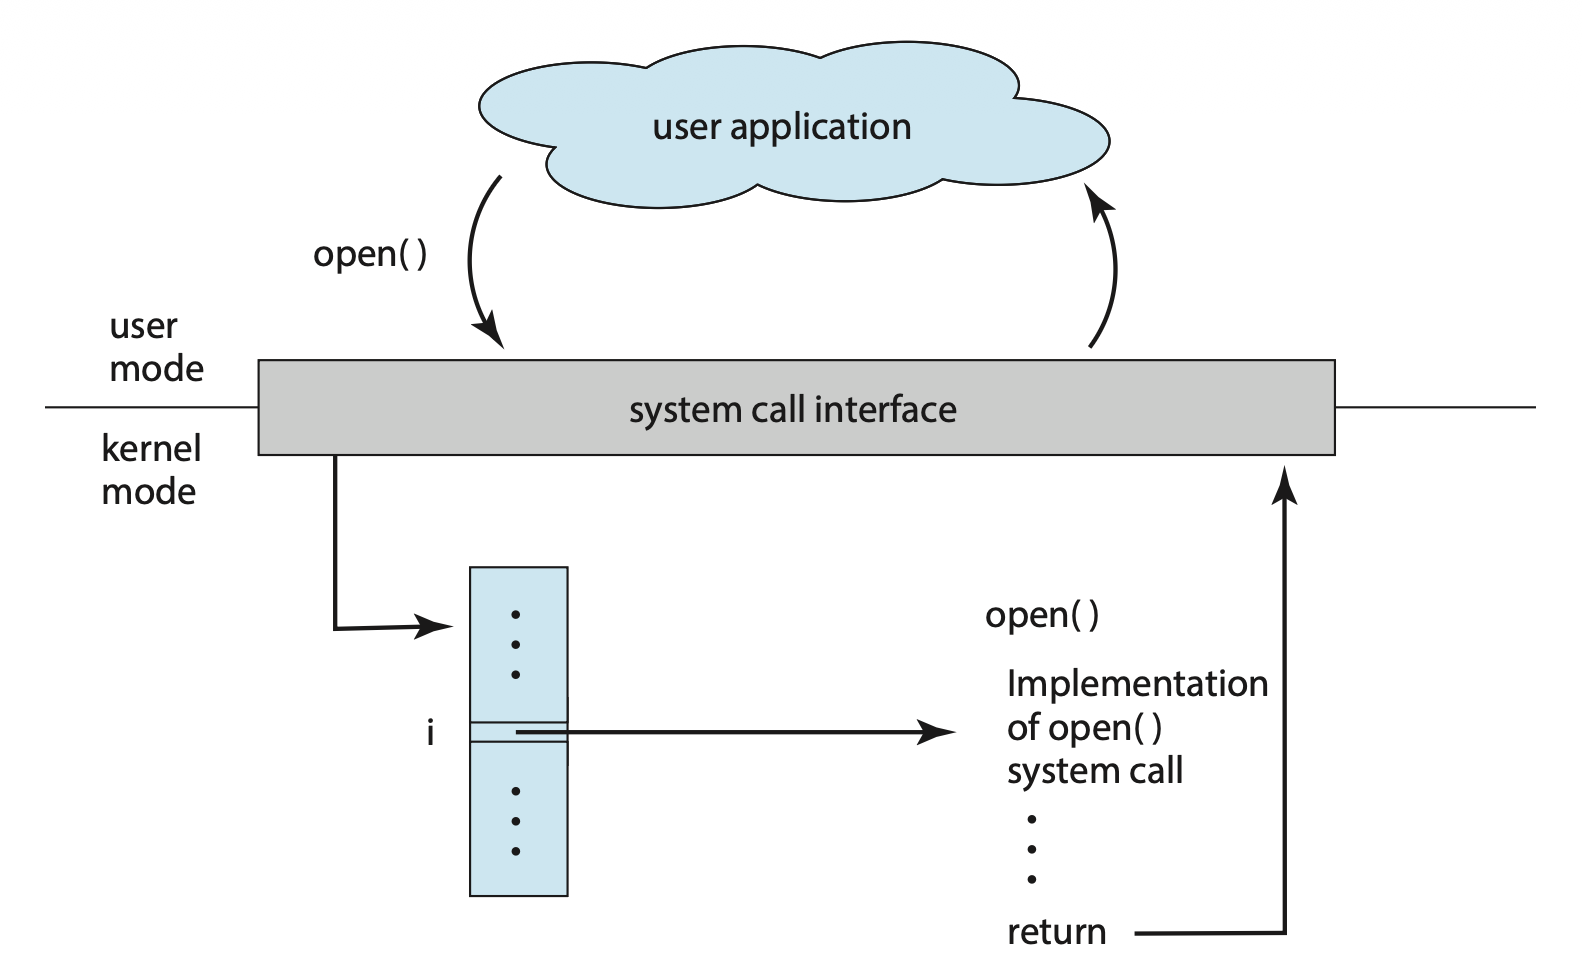 user application
open( )
user
mode
system call interface
kernel
mode
open( )
i
Implementation
of open( )
system call
return